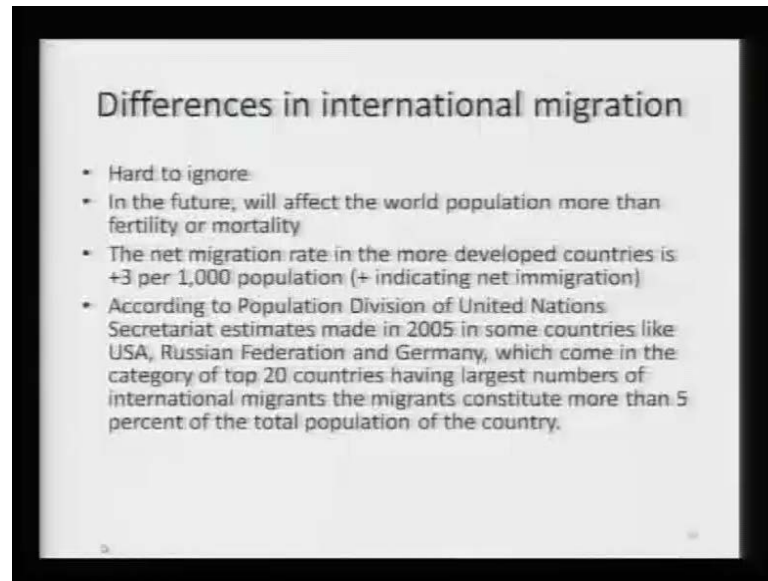 Differences in international migration
• Hard to ignore
• In the future, will affect the world population more than
fertility or mortality
• The net migration rate in the more developed countries is
+3 per 1,000 population (+ indicating net immigration)
• According to Population Division of United Nations
Secretariat estimates made in 2005 in some countries like
USA, Russian Federation and Germany, which come in the
category of top 20 countries having largest numbers of
international migrants the migrants constitute more than 5
percent of the total population of the country.